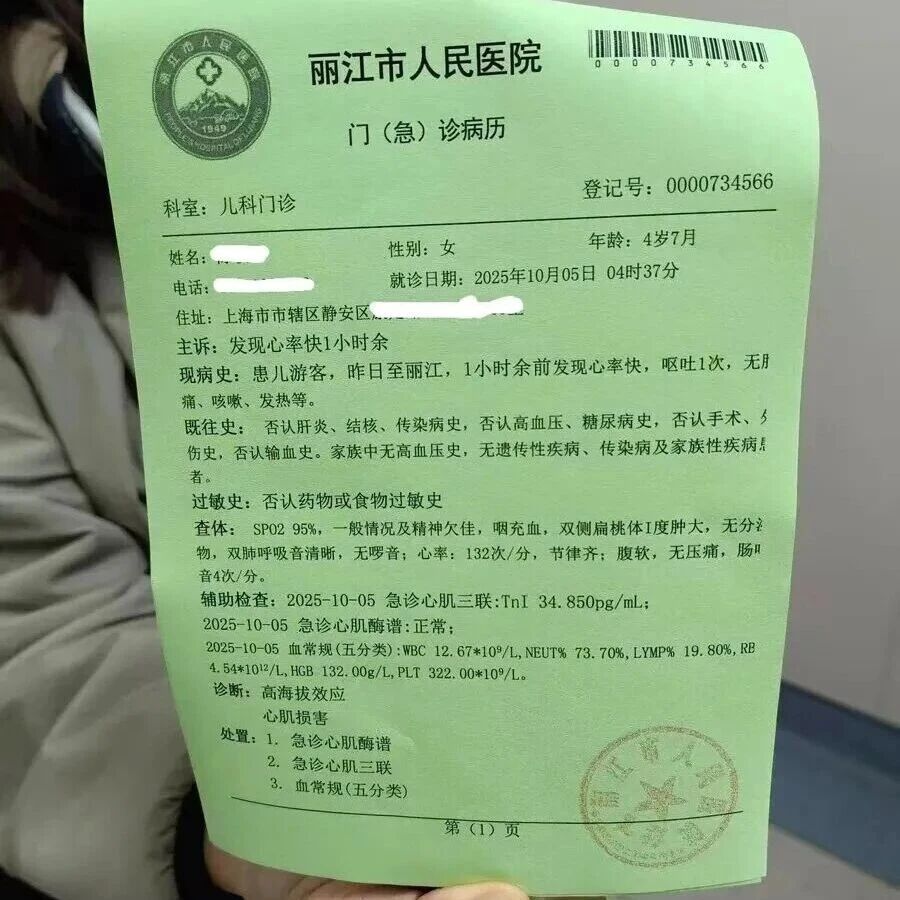 丽江市人民医院
1949
0000734566
丽江市人民医院
门（急）诊病历
科室：儿科门诊
登记号：0000734566
姓名：
性别：女
年龄：4岁7月
电话：
就诊日期：2025年10月05日 04时37分
住址：上海市市辖区静安区
主诉：发现心率快1小时余
现病史：患儿游客，昨日至丽江，1小时余前发现心率快，呕吐1次，无
痛、咳嗽、发热等。
既往史： 否认肝炎、结核、传染病史，否认高血压、糖尿病史，否认手术、
伤史，否认输血史。家族中无高血压史，无遗传性疾病、传染病及家族性疾病
者。
过敏史：否认药物或食物过敏史
查体： SPO2 95%，一般情况及精神欠佳，咽充血，双侧扁桃体I度肿大，无分
物，双肺呼吸音清晰，无啰音；心率：132次/分，节律齐；腹软，无压痛，肠
音4次/分。
辅助检查：2025-10-05 急诊心肌三联:TnI 34.850pg/mL；
2025-10-05 急诊心肌酶谱:正常；
2025-10-05 血常规(五分类):WBC 12.67*10⁹/L,NEUT% 73.70%,LYMP% 19.80%,RB
4.54*10¹²/L,HGB 132.00g/L,PLT 322.00*10⁹/L。
诊断：高海拔效应
心肌损害
处置：1. 急诊心肌酶谱
2. 急诊心肌三联
3. 血常规(五分类)
第（1）页
丽江市人民医院